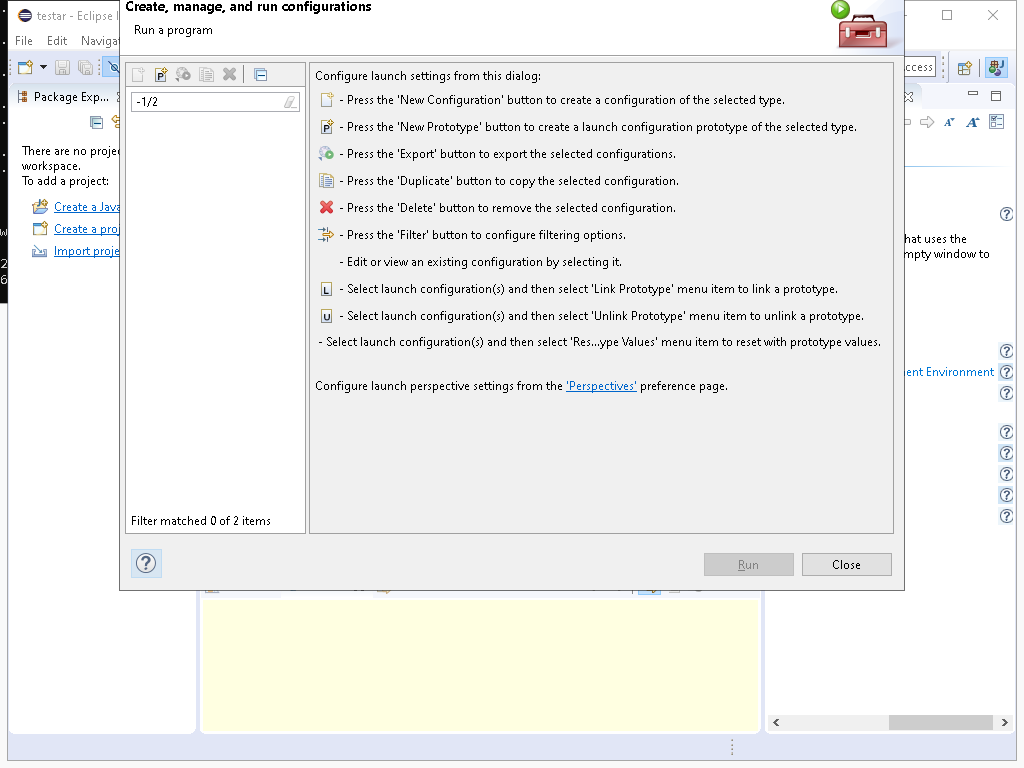 Create, manage, and run configurations
Run a program
testar - Eclipse I
File Edit Navigat
Package Exp...
There are no proje
workspace.
To add a project:
Create a Java
Create a proj
Import proje
-1/2
Filter matched 0 of 2 items
Configure launch settings from this dialog:
- Press the 'New Configuration' button to create a configuration of the selected type.
- Press the 'New Prototype' button to create a launch configuration prototype of the selected type.
- Press the 'Export' button to export the selected configurations.
- Press the 'Duplicate' button to copy the selected configuration.
- Press the 'Delete' button to remove the selected configuration.
- Press the 'Filter' button to configure filtering options.
- Edit or view an existing configuration by selecting it.
- Select launch configuration(s) and then select 'Link Prototype' menu item to link a prototype.
- Select launch configuration(s) and then select 'Unlink Prototype' menu item to unlink a prototype.
- Select launch configuration(s) and then select 'Res...ype Values' menu item to reset with prototype values.
Configure launch perspective settings from the 'Perspectives' preference page.
Run
Close
ccess
hat uses the
mpty window to
ent Environment